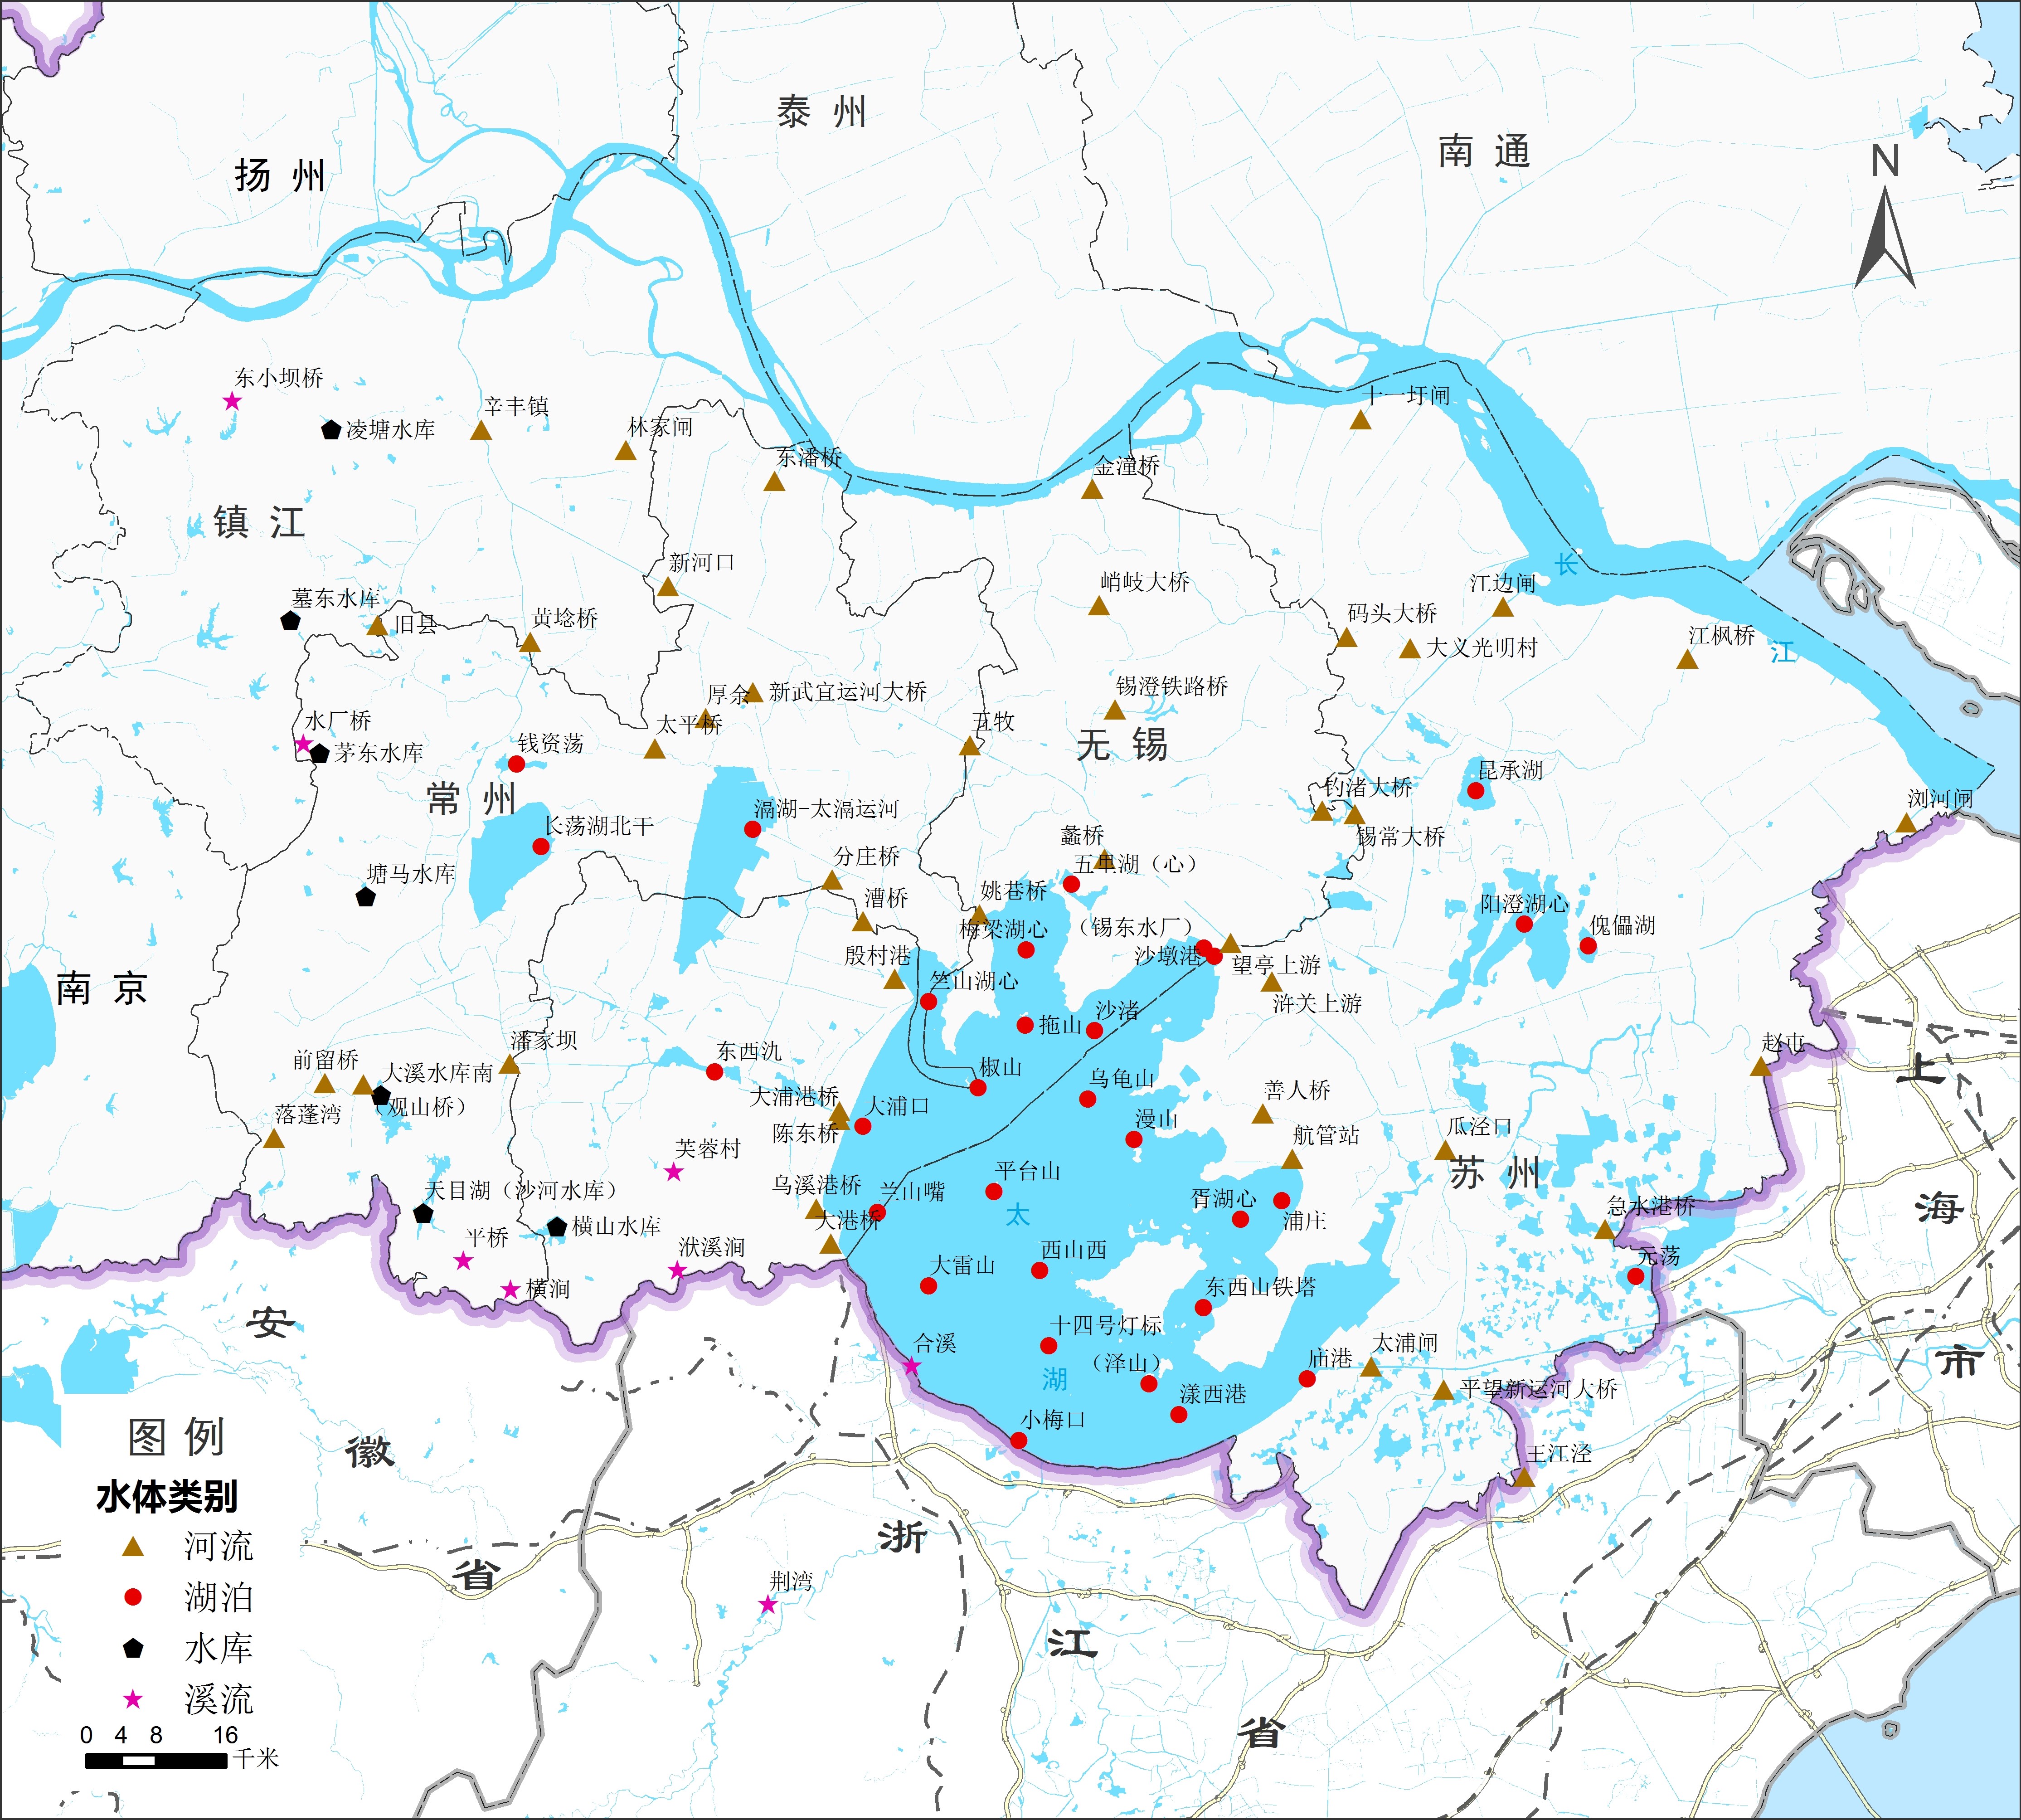 泰州
南通
扬州
N
东小坝桥
凌塘水库
辛丰镇
林家闸
东潘桥
十一圩闸
金潼桥
镇江
新河口
长
峭岐大桥
江边闸
墓东水库
旧县
黄埝桥
码头大桥
大义光明村
江枫桥
江
水厂桥
茅东水库
厚余
新武宜运河大桥
太平桥
锡澄铁路桥
五牧
无锡
钱资荡
常州
滆湖-太滆运河
长荡湖北干
昆承湖
钓渚大桥
锡常大桥
浏河闸
蠡桥
五里湖（心）
分庄桥
塘马水库
漕桥
姚巷桥
梅梁湖心
（锡东水厂）
沙墩港
望亭上游
浒关上游
阳澄湖心
傀儡湖
殷村港
竺山湖心
南京
拖山
沙渚
潘家坝
前留桥
大溪水库南
（观山桥）
落蓬湾
东西氿
椒山
乌龟山
大浦港桥
大浦口
陈东桥
漫山
善人桥
航管站
瓜泾口
赵屯
上
芙蓉村
苏州
平台山
太
乌溪港桥
兰山嘴
大港桥
胥湖心
浦庄
急水港桥
海
天目湖（沙河水库）
横山水库
平桥
横涧
洑溪涧
大雷山
西山西
东西山铁塔
元荡
安
合溪
十四号灯标
（泽山）
湖
庙港
太浦闸
平望新运河大桥
市
漾西港
小梅口
王江泾
徽
省
浙
荆湾
江
省
图例
水体类别
河流
湖泊
水库
溪流
0 4 8 16
千米